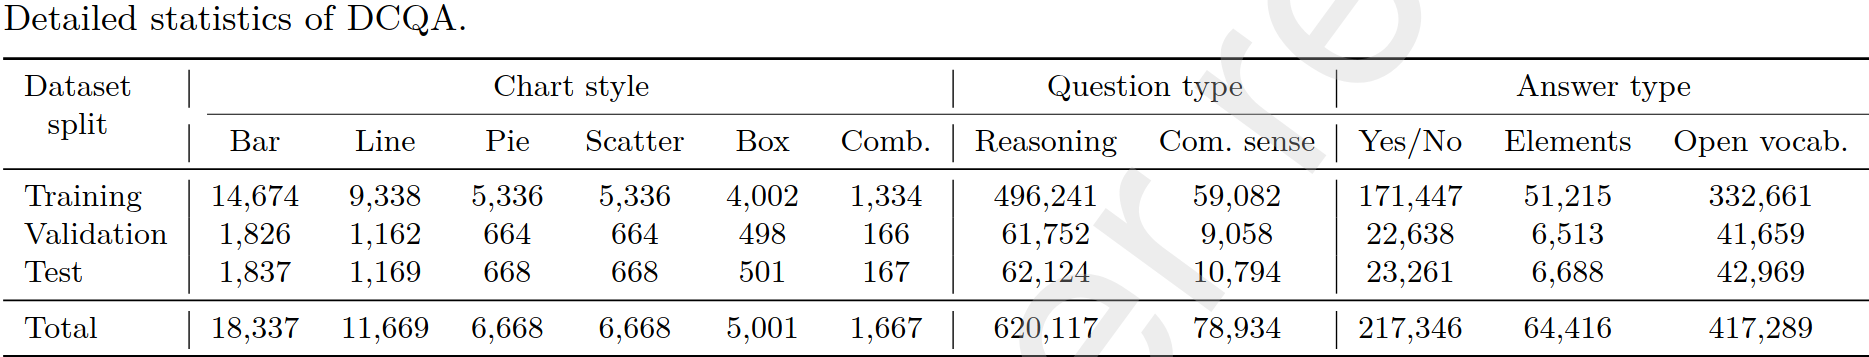 Detailed statistics of DCQA.
Dataset split Chart style Question type Answer type
Bar Line Pie Scatter Box Comb. Reasoning Com. sense Yes/No Elements Open vocab.
Training 14,674 9,338 5,336 5,336 4,002 1,334 496,241 59,082 171,447 51,215 332,661
Validation 1,826 1,162 664 664 498 166 61,752 9,058 22,638 6,513 41,659
Test 1,837 1,169 668 668 501 167 62,124 10,794 23,261 6,688 42,969
Total 18,337 11,669 6,668 6,668 5,001 1,667 620,117 78,934 217,346 64,416 417,289